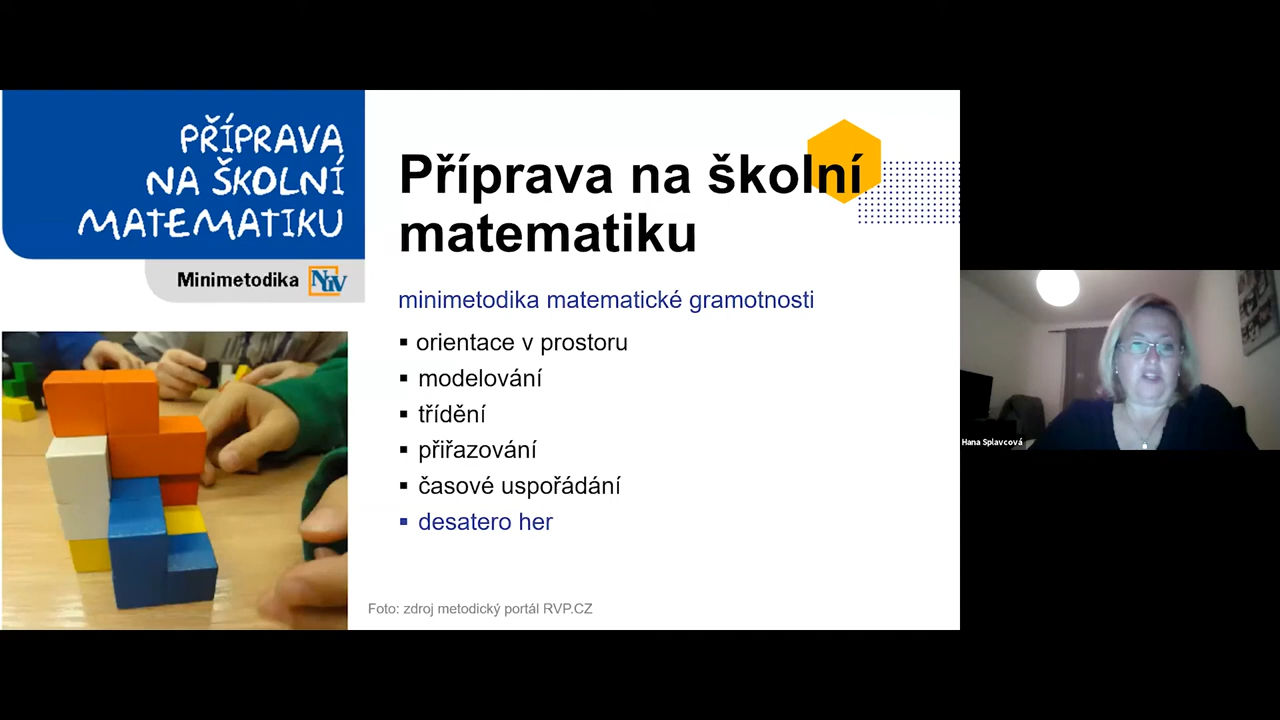 PŘÍPRAVA
NA ŠKOLNÍ
MATEMATIKU
Minimetodika NÚV
Příprava na školní
matematiku
minimetodika matematické gramotnosti
▪ orientace v prostoru
▪ modelování
▪ třídění
▪ přiřazování
▪ časové uspořádání
▪ desatero her
Foto: zdroj metodický portál RVP.CZ
Hana Splavcová